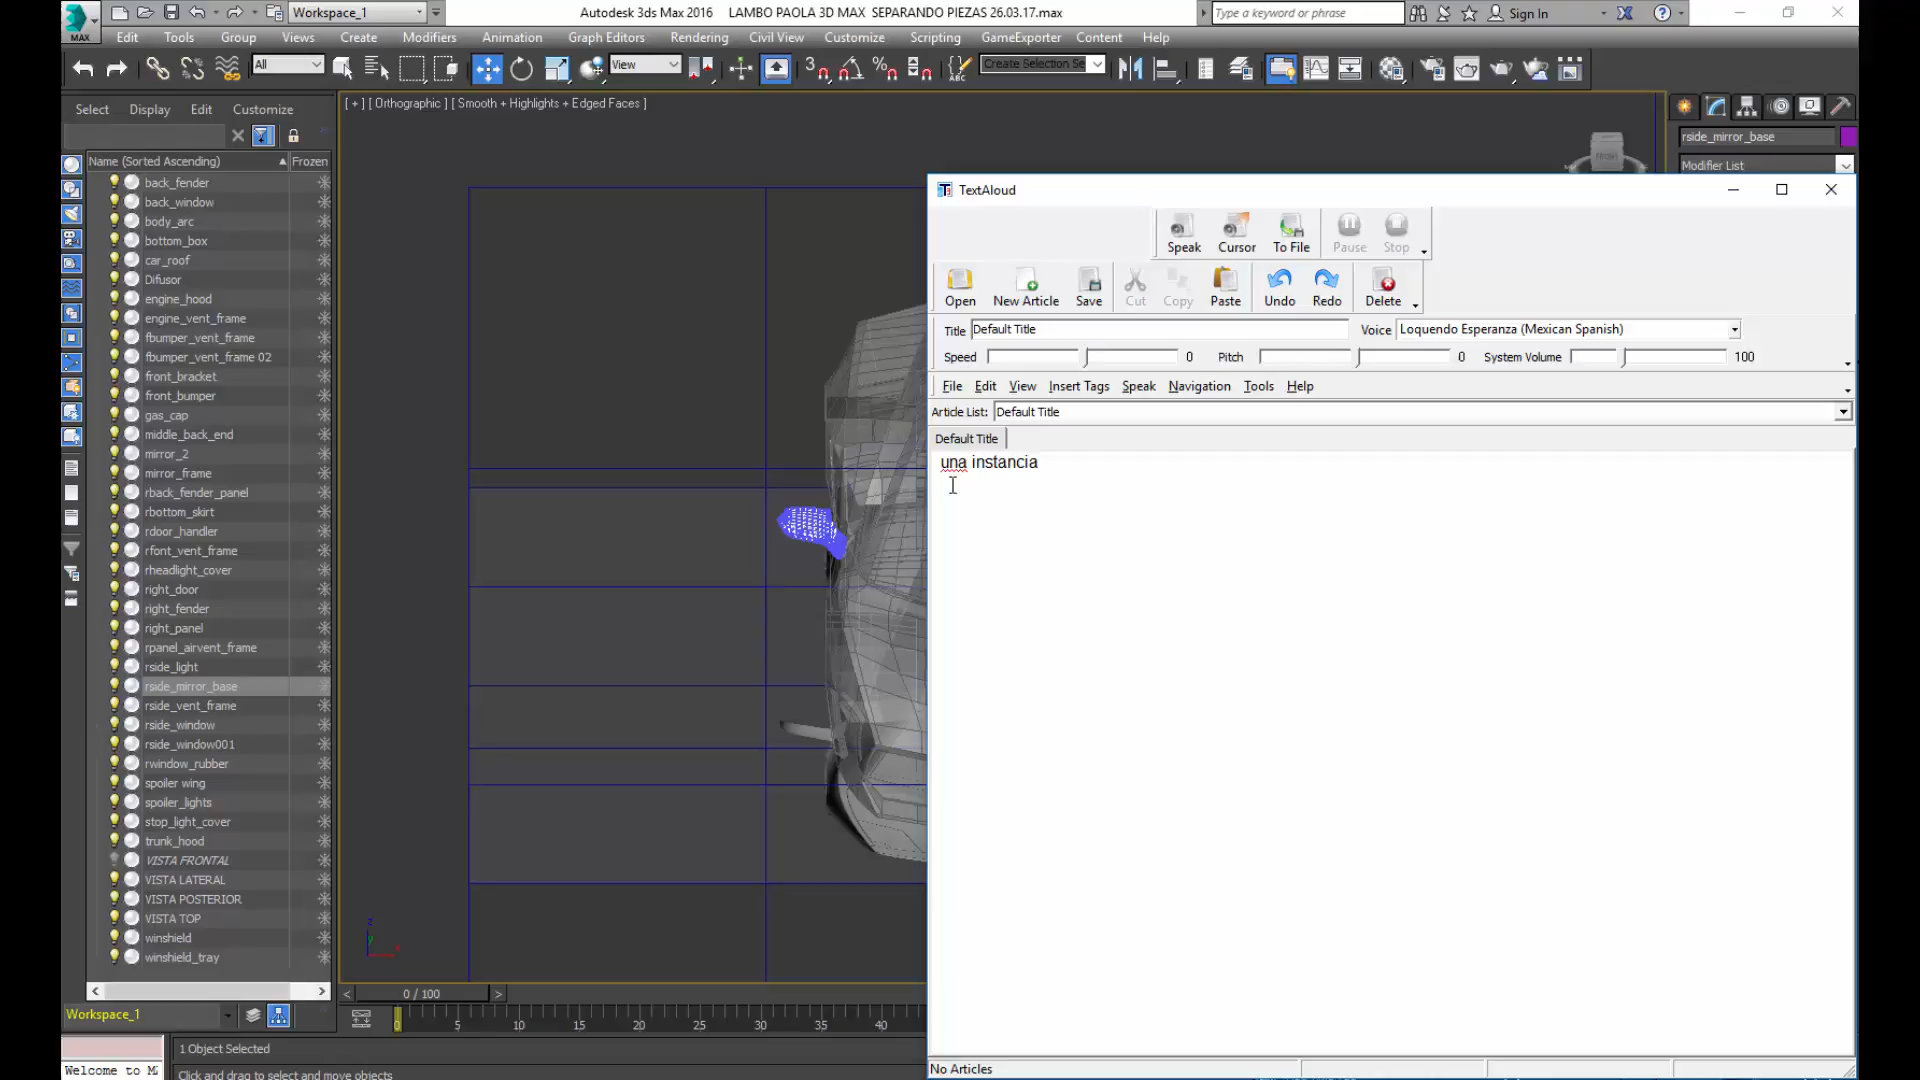 Workspace_1
Autodesk 3ds Max 2016 LAMBO PAOLA 3D MAX SEPARANDO PIEZAS 26.03.17.max
Type a keyword or phrase
Sign In
MAX
Edit Tools Group Views Create Modifiers Animation Graph Editors Rendering Civil View Customize Scripting GameExporter Content Help
All
View
Create Selection Se
Select Display Edit Customize
[ + ] [ Orthographic ] [ Smooth + Highlights + Edged Faces ]
FRONT
rside_mirror_base
Modifier List
Name (Sorted Ascending) Frozen
back_fender
back_window
body_arc
bottom_box
car_roof
Difusor
engine_hood
engine_vent_frame
fbumper_vent_frame
fbumper_vent_frame 02
front_bracket
front_bumper
gas_cap
middle_back_end
mirror_2
mirror_frame
rback_fender_panel
rbottom_skirt
rdoor_handler
rfont_vent_frame
rheadlight_cover
right_door
right_fender
right_panel
rpanel_airvent_frame
rside_light
rside_mirror_base
rside_vent_frame
rside_window
rside_window001
rwindow_rubber
spoiler wing
spoiler_lights
stop_light_cover
trunk_hood
VISTA FRONTAL
VISTA LATERAL
VISTA POSTERIOR
VISTA TOP
winshield
winshield_tray
TextAloud
Speak Cursor To File Pause Stop
Open New Article Save Cut Copy Paste Undo Redo Delete
Title Default Title Voice Loquendo Esperanza (Mexican Spanish)
Speed 0 Pitch 0 System Volume 100
File Edit View Insert Tags Speak Navigation Tools Help
Article List: Default Title
Default Title
una instancia
No Articles
z
y
x
0 / 100
0 5 10 15 20 25 30 35 40
Workspace_1
1 Object Selected
Welcome to M
Click and drag to select and move objects